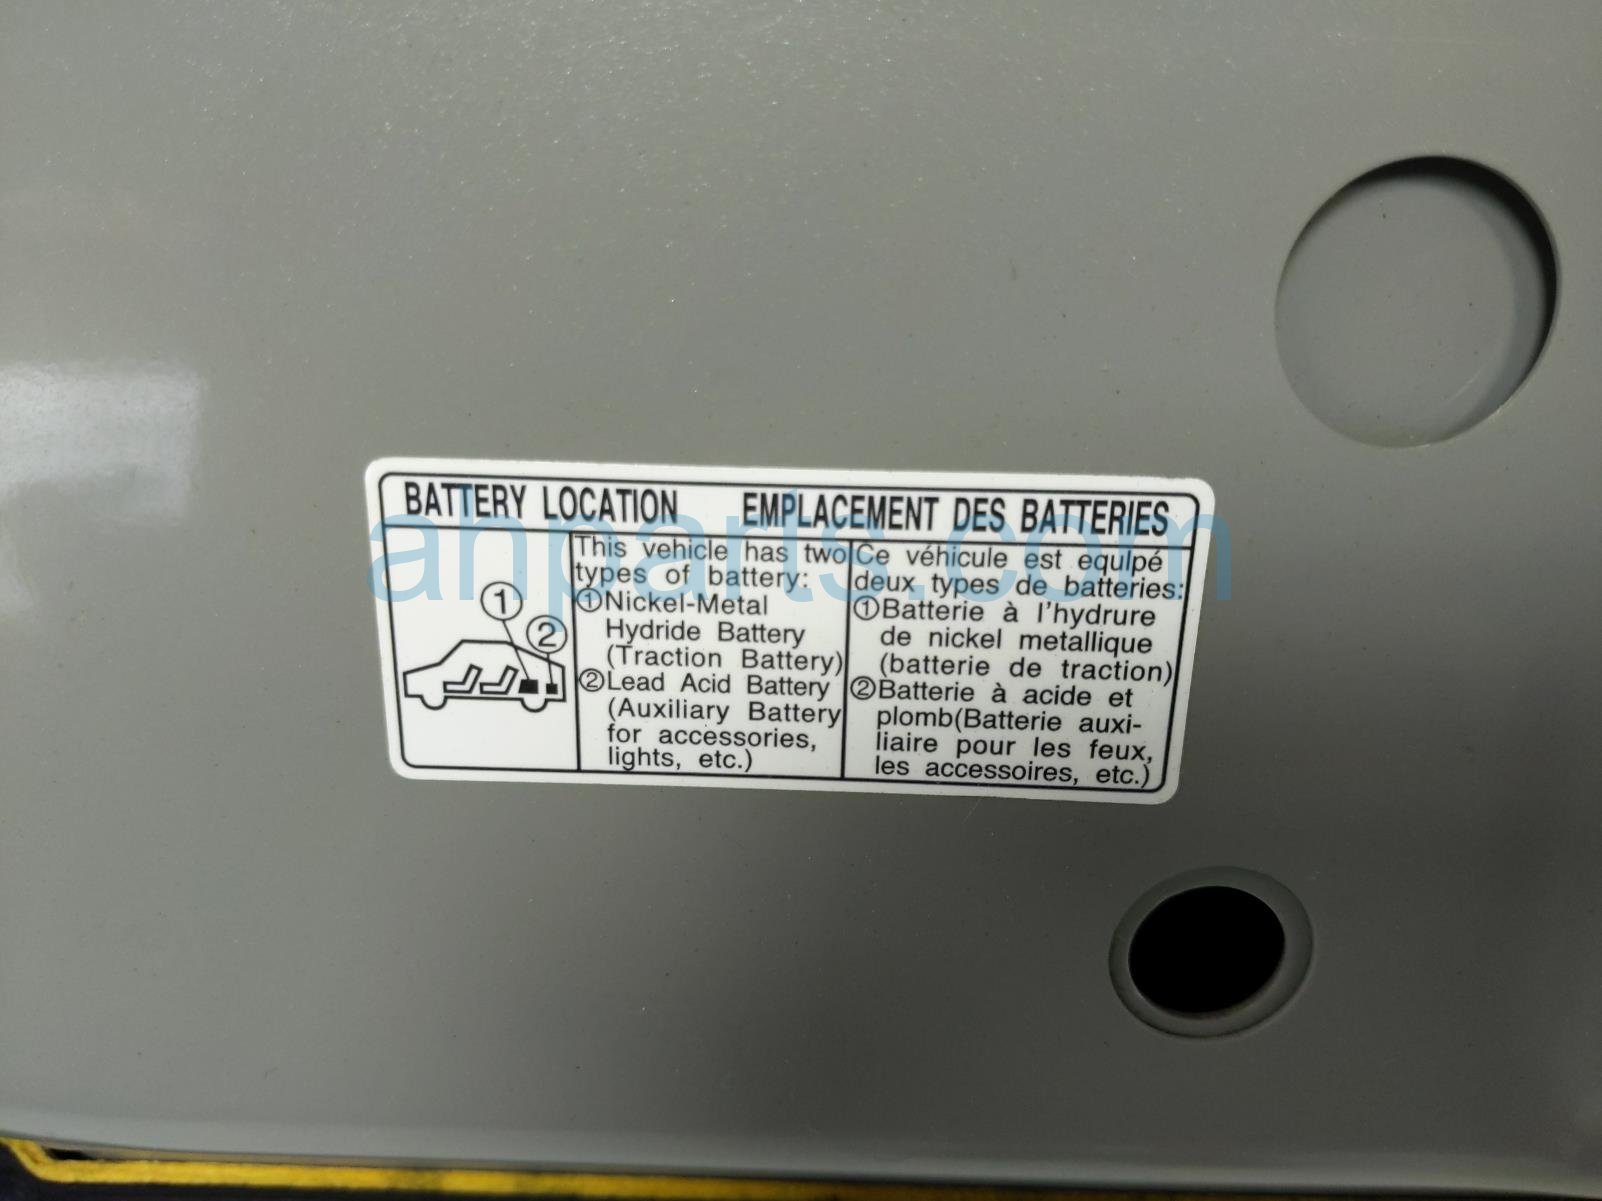 BATTERY LOCATION EMPLACEMENT DES BATTERIES
This vehicle has two
types of battery:
①Nickel-Metal
Hydride Battery
(Traction Battery)
②Lead Acid Battery
(Auxiliary Battery
for accessories,
lights, etc.)
Ce véhicule est equipé
deux types de batteries:
①Batterie à l'hydrure
de nickel metallique
(batterie de traction)
②Batterie à acide et
plomb(Batterie auxi-
liaire pour les feux,
les accessoires, etc.)
①
②
ahparts.com